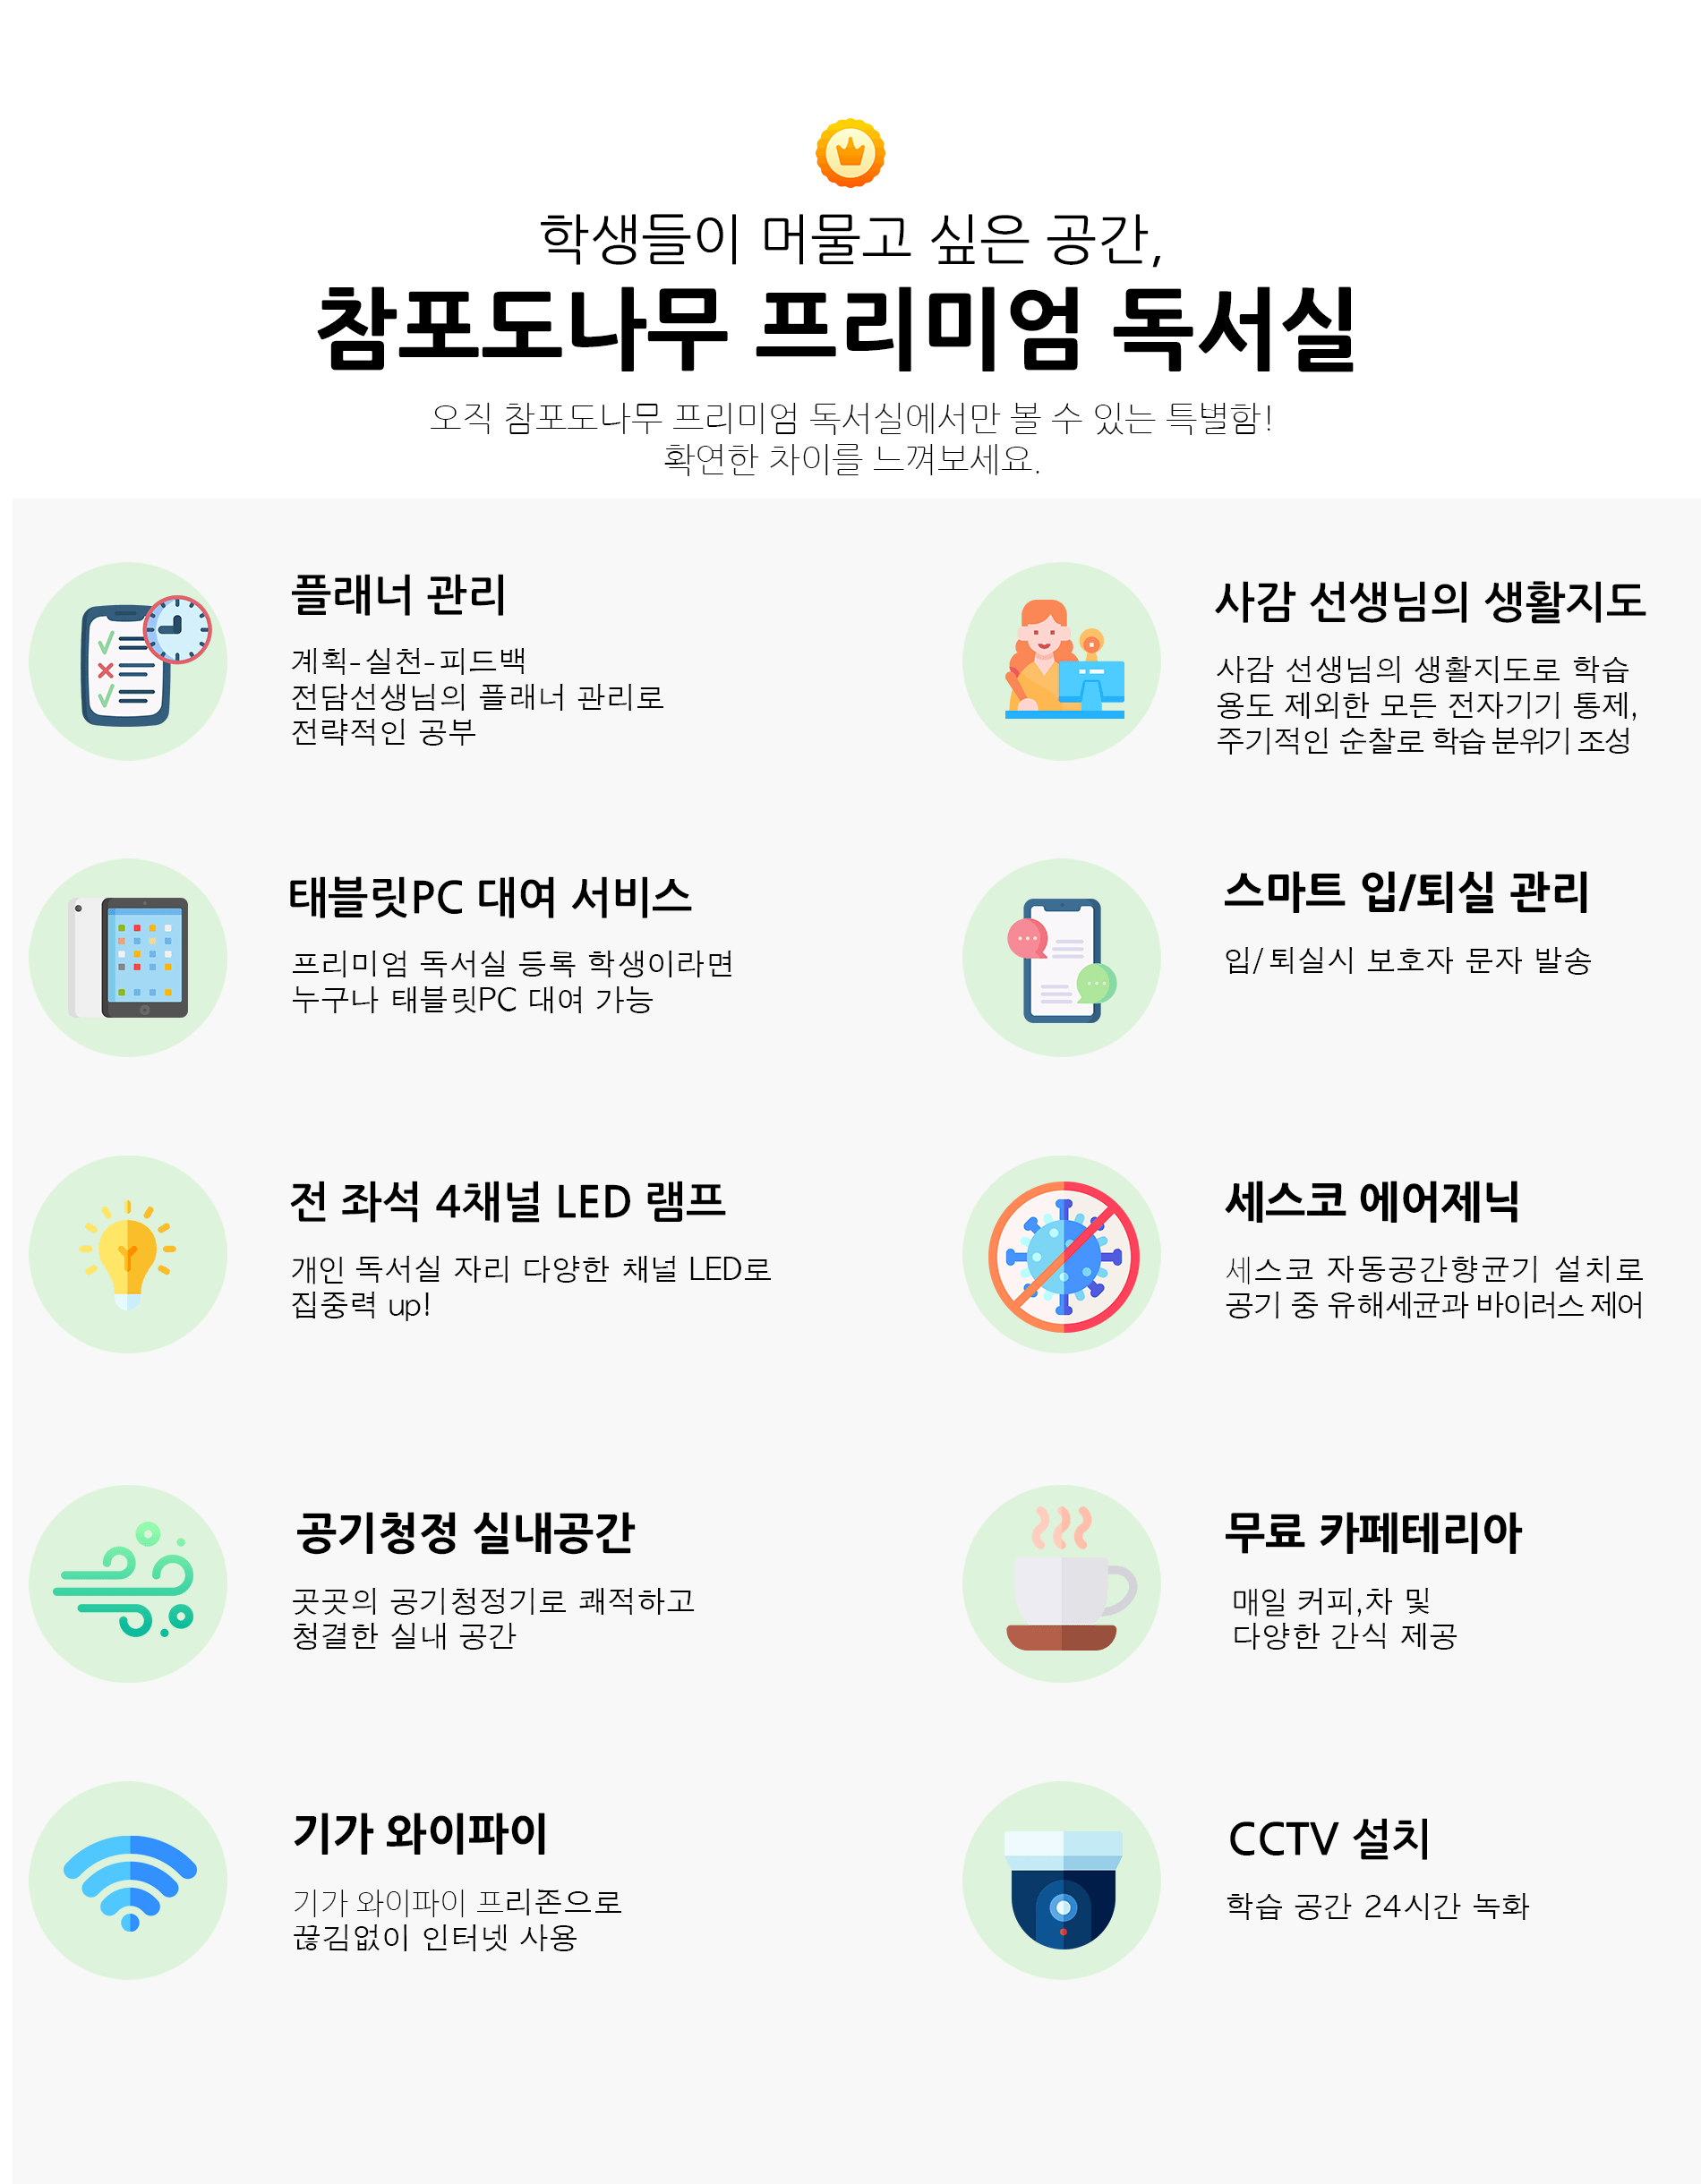 학생들이 머물고 싶은 공간,
참포도나무 프리미엄 독서실
오직 참포도나무 프리미엄 독서실에서만 볼 수 있는 특별함!
확연한 차이를 느껴보세요.
플래너 관리
계획-실천-피드백
전담선생님의 플래너 관리로
전략적인 공부
사감 선생님의 생활지도
사감 선생님의 생활지도로 학습
용도 제외한 모든 전자기기 통제,
주기적인 순찰로 학습 분위기 조성
태블릿PC 대여 서비스
프리미엄 독서실 등록 학생이라면
누구나 태블릿PC 대여 가능
스마트 입/퇴실 관리
입/퇴실시 보호자 문자 발송
전 좌석 4채널 LED 램프
개인 독서실 자리 다양한 채널 LED로
집중력 up!
세스코 에어제닉
세스코 자동공간향균기 설치로
공기 중 유해세균과 바이러스 제어
공기청정 실내공간
곳곳의 공기청정기로 쾌적하고
청결한 실내 공간
무료 카페테리아
매일 커피,차 및
다양한 간식 제공
기가 와이파이
기가 와이파이 프리존으로
끊김없이 인터넷 사용
CCTV 설치
학습 공간 24시간 녹화